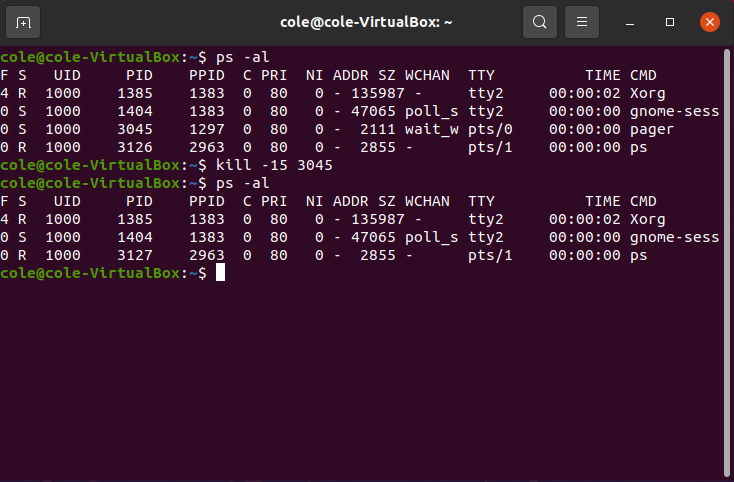 cole@cole-VirtualBox: ~
cole@cole-VirtualBox:~$ ps -al
F S   UID     PID    PPID  C PRI  NI ADDR SZ WCHAN  TTY          TIME CMD
4 R  1000    1385    1383  0  80   0 - 135987 -     tty2     00:00:02 Xorg
0 S  1000    1404    1383  0  80   0 - 47065 poll_s tty2     00:00:00 gnome-sess
0 S  1000    3045    1297  0  80   0 -  2111 wait_w pts/0    00:00:00 pager
0 R  1000    3126    2963  0  80   0 -  2855 -      pts/1    00:00:00 ps
cole@cole-VirtualBox:~$ kill -15 3045
cole@cole-VirtualBox:~$ ps -al
F S   UID     PID    PPID  C PRI  NI ADDR SZ WCHAN  TTY          TIME CMD
4 R  1000    1385    1383  0  80   0 - 135987 -     tty2     00:00:02 Xorg
0 S  1000    1404    1383  0  80   0 - 47065 poll_s tty2     00:00:00 gnome-sess
0 R  1000    3127    2963  0  80   0 -  2855 -      pts/1    00:00:00 ps
cole@cole-VirtualBox:~$